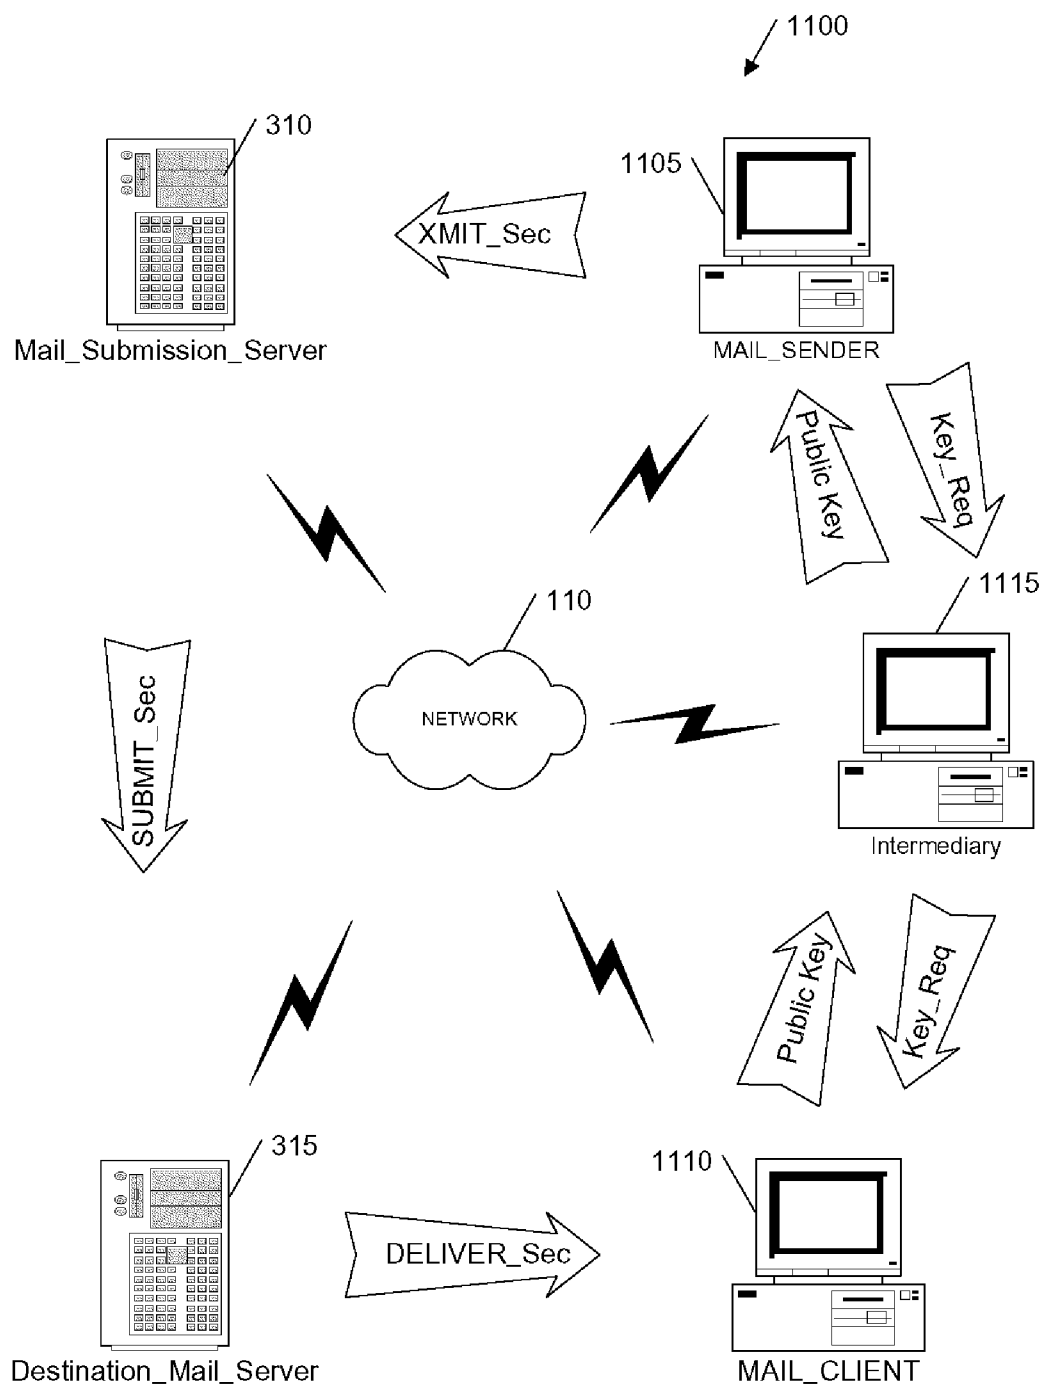 1100
310
1105
XMIT_Sec
Mail_Submission_Server
MAIL_SENDER
Public Key
Key_Req
110
1115
NETWORK
SUBMIT_Sec
Intermediary
Public Key
Key_Req
315
1110
DELIVER_Sec
Destination_Mail_Server
MAIL_CLIENT